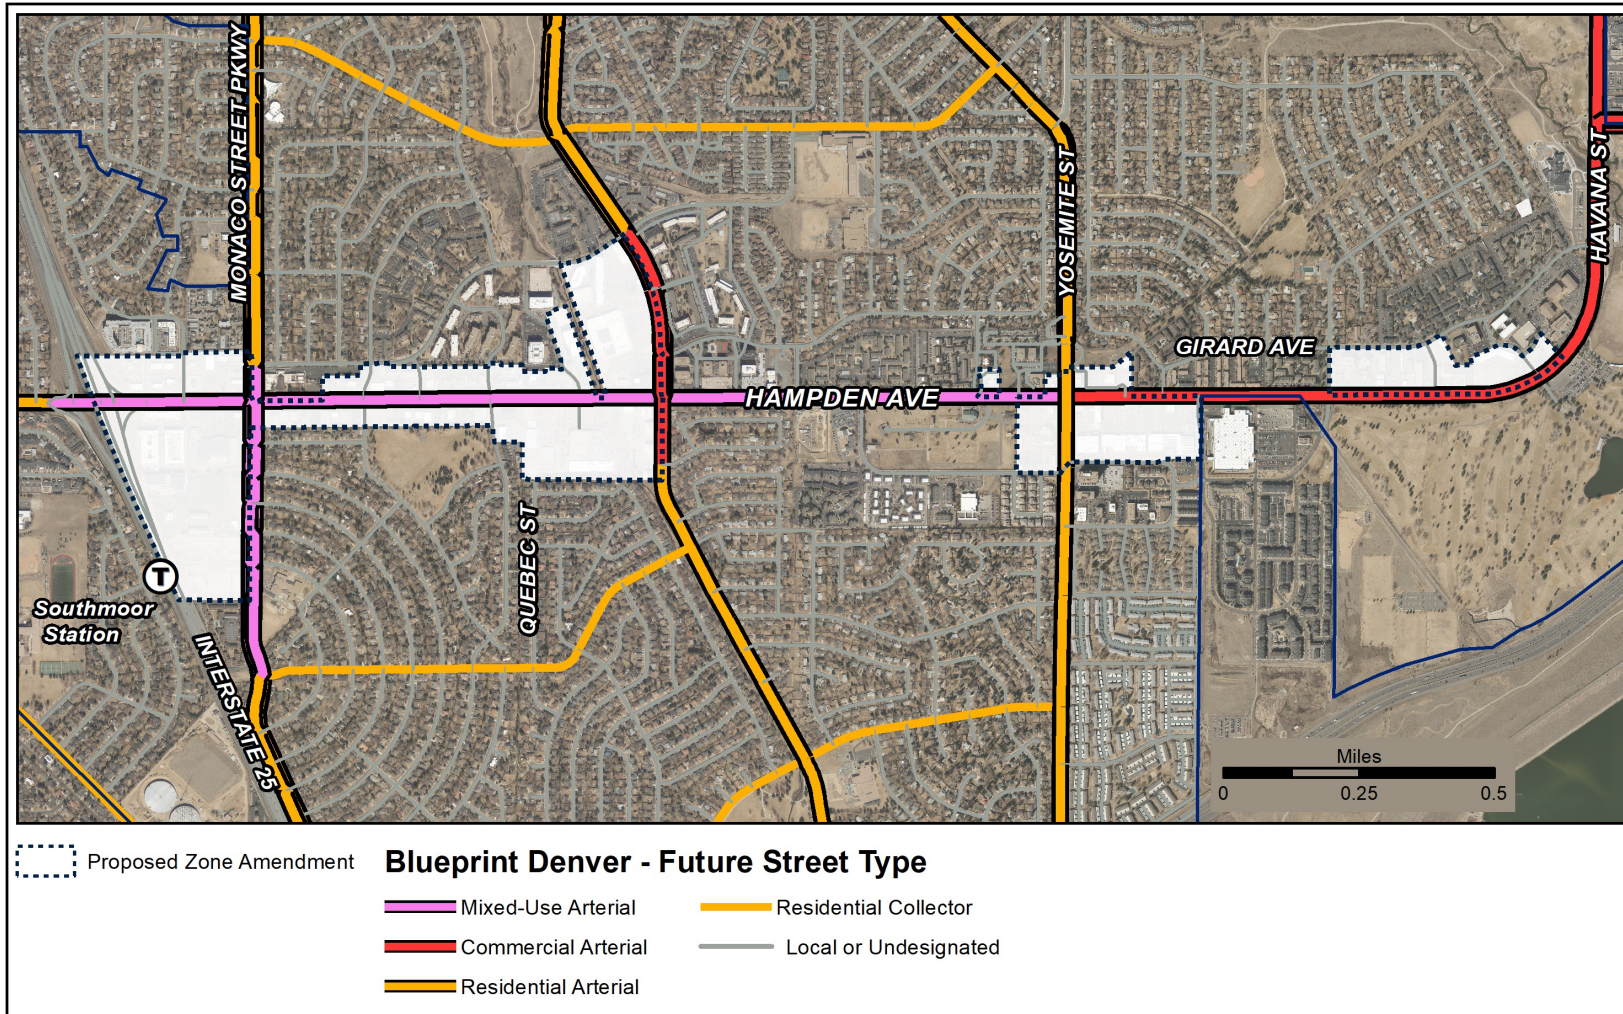 MONACO STREET PKWY
YOSEMITE ST
HAVANA ST
GIRARD AVE
HAMPDEN AVE
QUEBEC ST
T
Southmoor
Station
INTERSTATE 25
Miles
0 0.25 0.5
Proposed Zone Amendment
Blueprint Denver - Future Street Type
Mixed-Use Arterial
Residential Collector
Commercial Arterial
Local or Undesignated
Residential Arterial